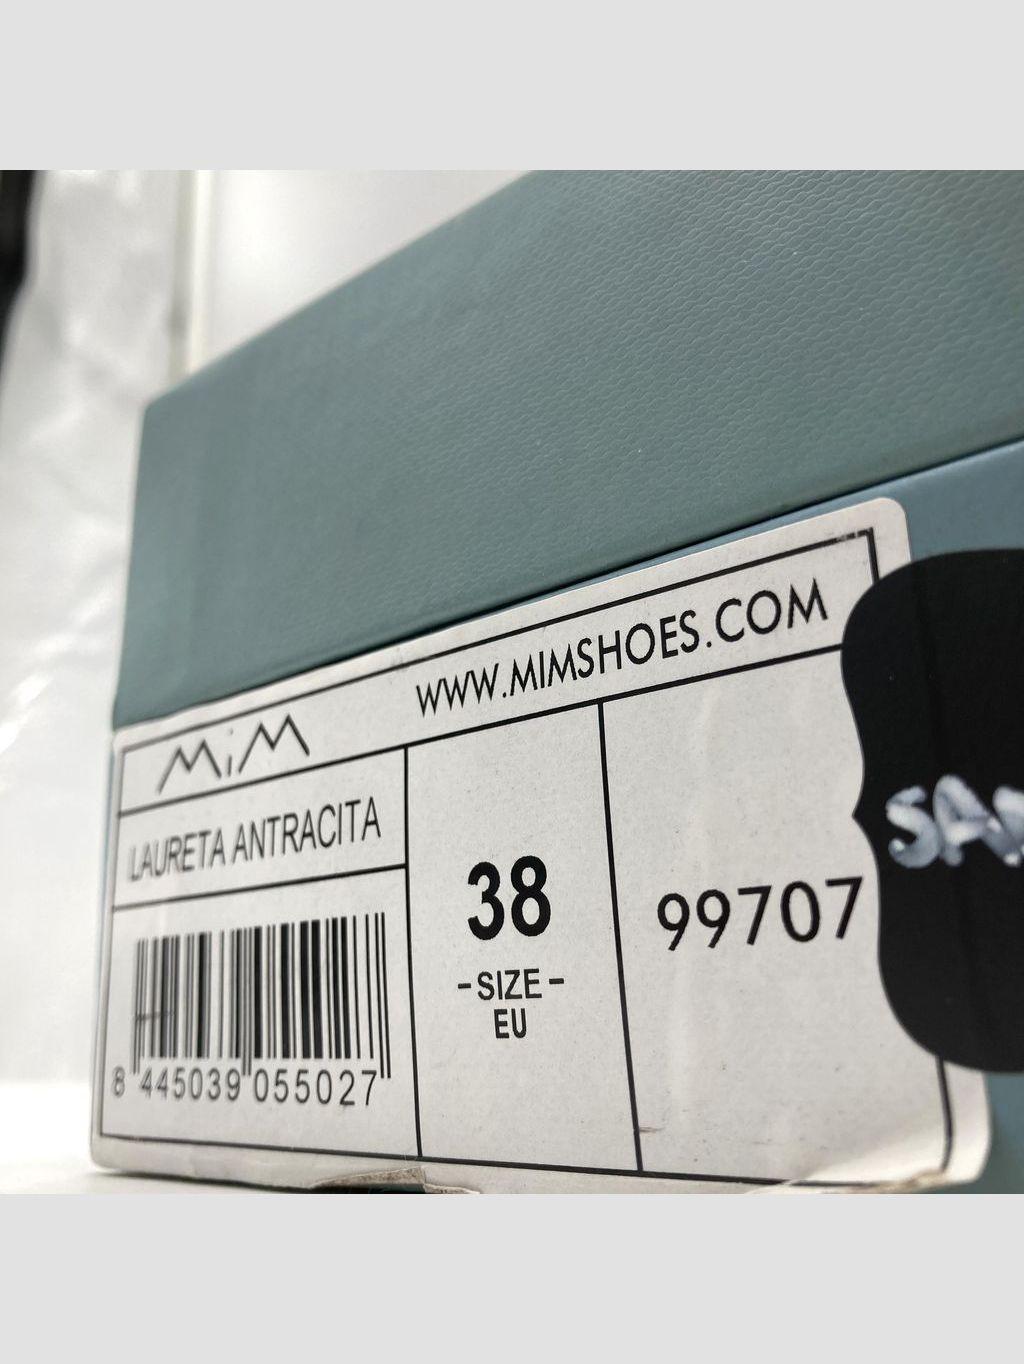 MiM WWW.MIMSHOES.COM
LAURETA ANTRACITA
38
-SIZE-
EU
99707
8 445039 055027